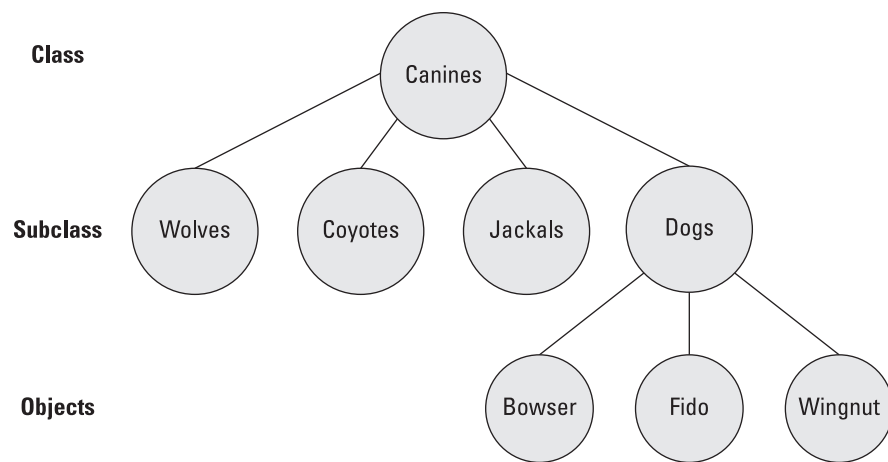 Class
Canines
Subclass
Wolves
Coyotes
Jackals
Dogs
Objects
Bowser
Fido
Wingnut